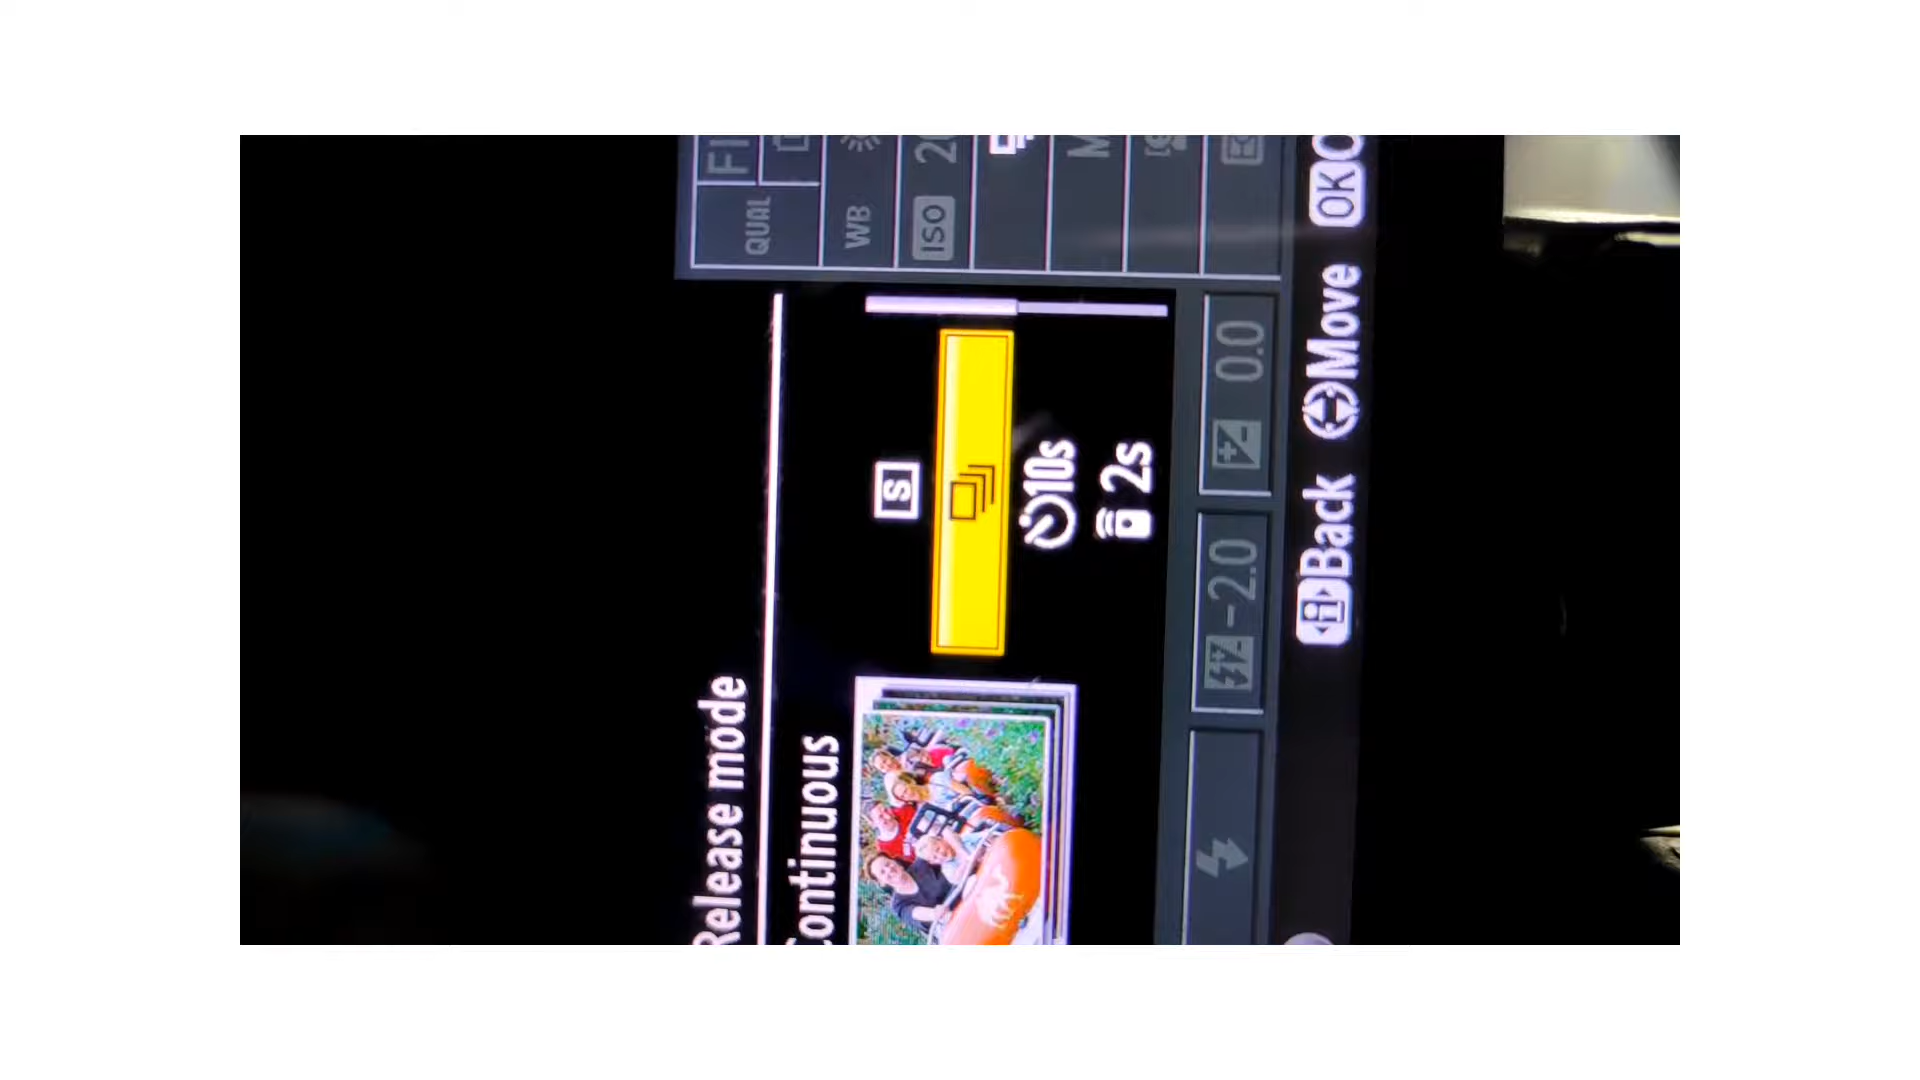 Release mode
Continuous
S
10s
2s
QUAL
WB
ISO
-2.0
0.0
i Back
Move
OK